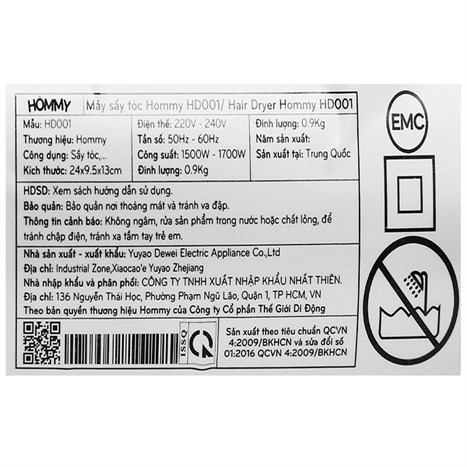 HOMMY Máy sấy tóc Hommy HD001/ Hair Dryer Hommy HD001
Mẫu: HD001 Điện thế: 220V - 240V Định lượng: 0.9Kg
Thương hiệu: Hommy Tần số: 50Hz - 60Hz Năm sản xuất:
Công dụng: Sấy tóc,... Công suất: 1500W - 1700W Sản xuất tại: Trung Quốc
Kích thước: 24x9.5x13cm Định lượng: 0.9Kg
HDSD: Xem sách hướng dẫn sử dụng.
Bảo quản: Bảo quản nơi thoáng mát và tránh va đập.
Thông tin cảnh báo: Không ngâm, rửa sản phẩm trong nước hoặc chất lỏng, để
tránh chập điện, tránh xa tầm tay trẻ em.
Nhà sản xuất - xuất khẩu: Yuyao Dewei Electric Appliance Co.,Ltd
Địa chỉ: Industrial Zone,Xiaocao'e Yuyao Zhejiang
Nhà nhập khẩu và phân phối: CÔNG TY TNHH XUẤT NHẬP KHẨU NHẤT THIÊN.
Địa chỉ: 136 Nguyễn Thái Học, Phường Phạm Ngũ Lão, Quận 1, TP HCM, VN
Theo bản quyền thương hiệu Hommy của Công ty Cổ phần Thế Giới Di Động
ISSQ
Sản xuất theo tiêu chuẩn QCVN
4:2009/BKHCN và sửa đổi số
01:2016 QCVN 4:2009/BKHCN
EMC